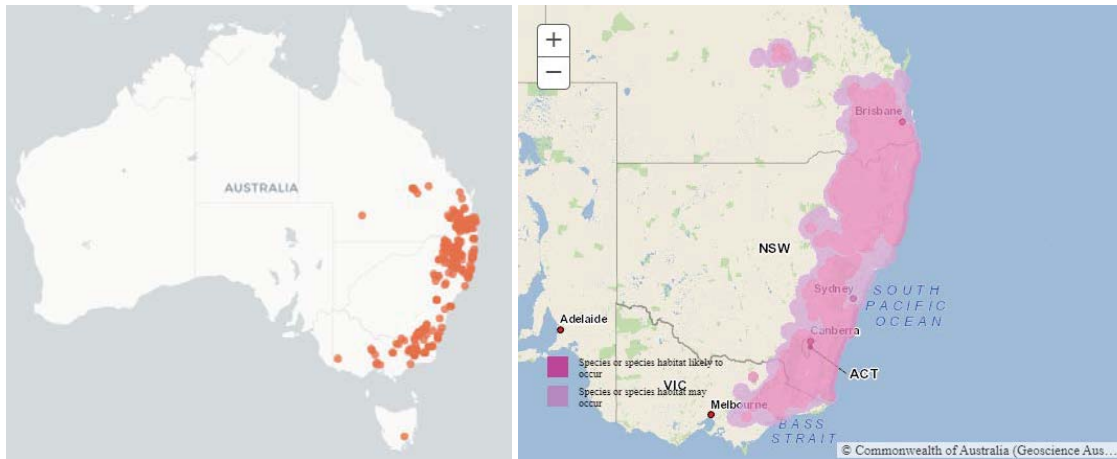 AUSTRALIA
+
−
Brisbane
NSW
Sydney
SOUTH
PACIFIC
OCEAN
Adelaide
Canberra
ACT
Species or species habitat likely to
occur
VIC
Species or species habitat may
occur
Melbourne
BASS
STRAIT
© Commonwealth of Australia (Geoscience Aus…